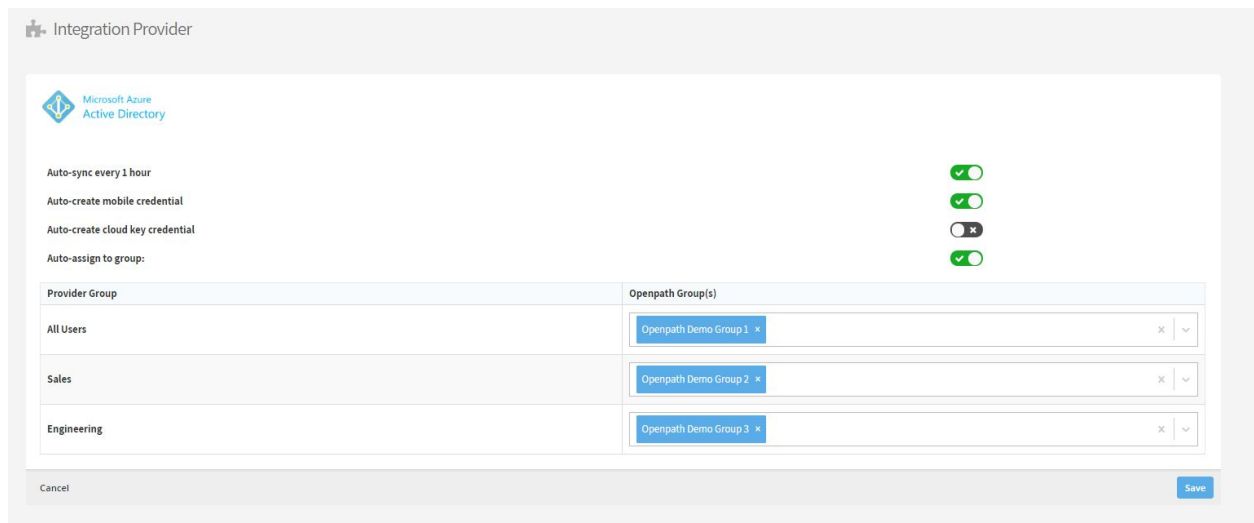 Integration Provider
Microsoft Azure
Active Directory
Auto-sync every 1 hour
Auto-create mobile credential
Auto-create cloud key credential
Auto-assign to group:
Provider Group Openpath Group(s)
All Users Openpath Demo Group 1 ×
Sales Openpath Demo Group 2 ×
Engineering Openpath Demo Group 3 ×
Cancel Save